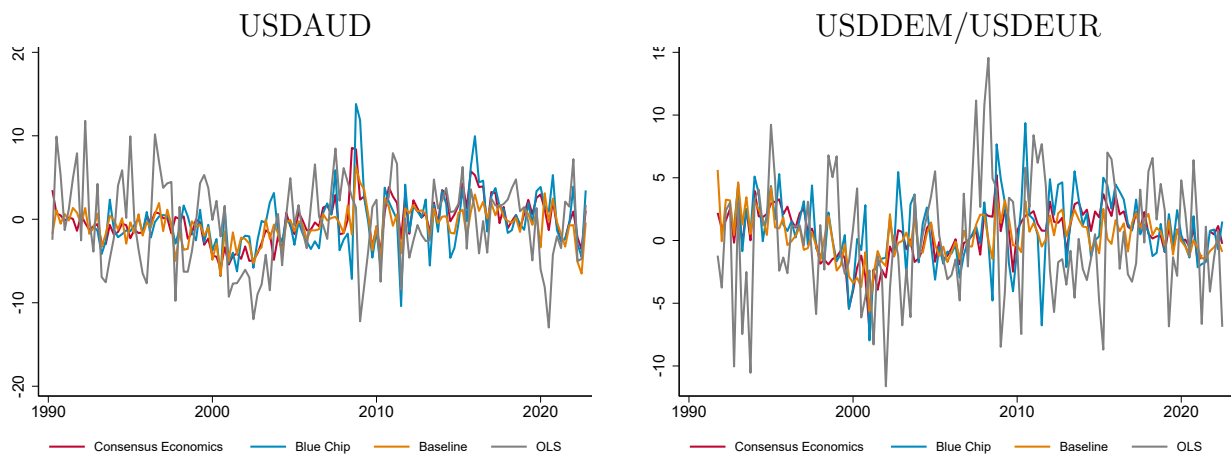 USDAUD
20
10
0
-10
-20
1990
2000
2010
2020
Consensus Economics
Blue Chip
Baseline
OLS
USDDEM/USDEUR
15
10
5
0
-5
-10
1990
2000
2010
2020
Consensus Economics
Blue Chip
Baseline
OLS